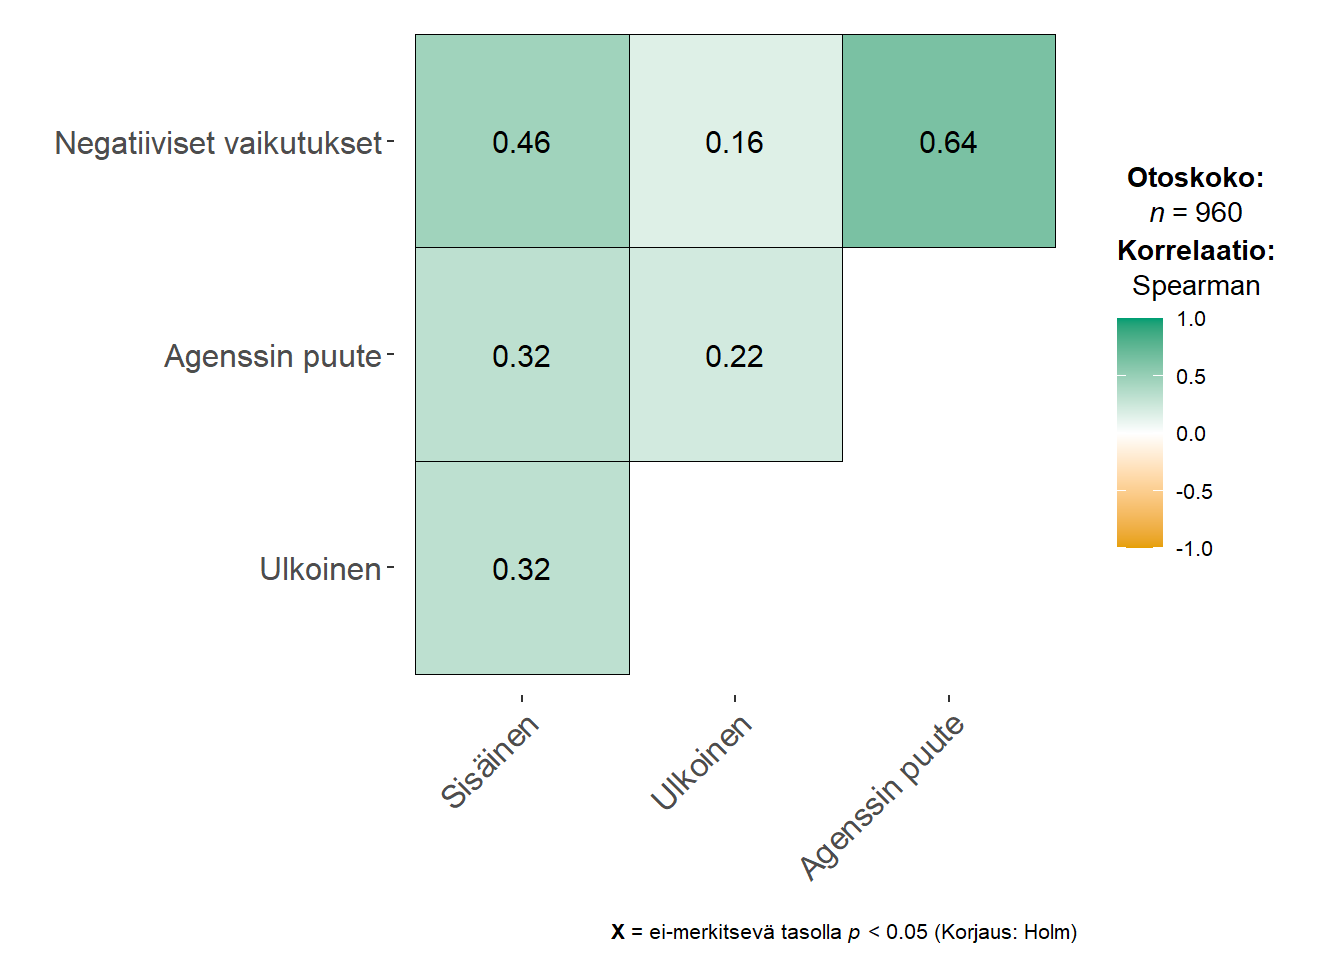 Negatiiviset vaikutukset
0.46 0.16 0.64
Agenssin puute
0.32 0.22
Ulkoinen
0.32
Sisäinen
Ulkoinen
Agenssin puute
Otoskoko:
n = 960
Korrelaatio:
Spearman
1.0
0.5
0.0
-0.5
-1.0
X = ei-merkitsevä tasolla p < 0.05 (Korjaus: Holm)